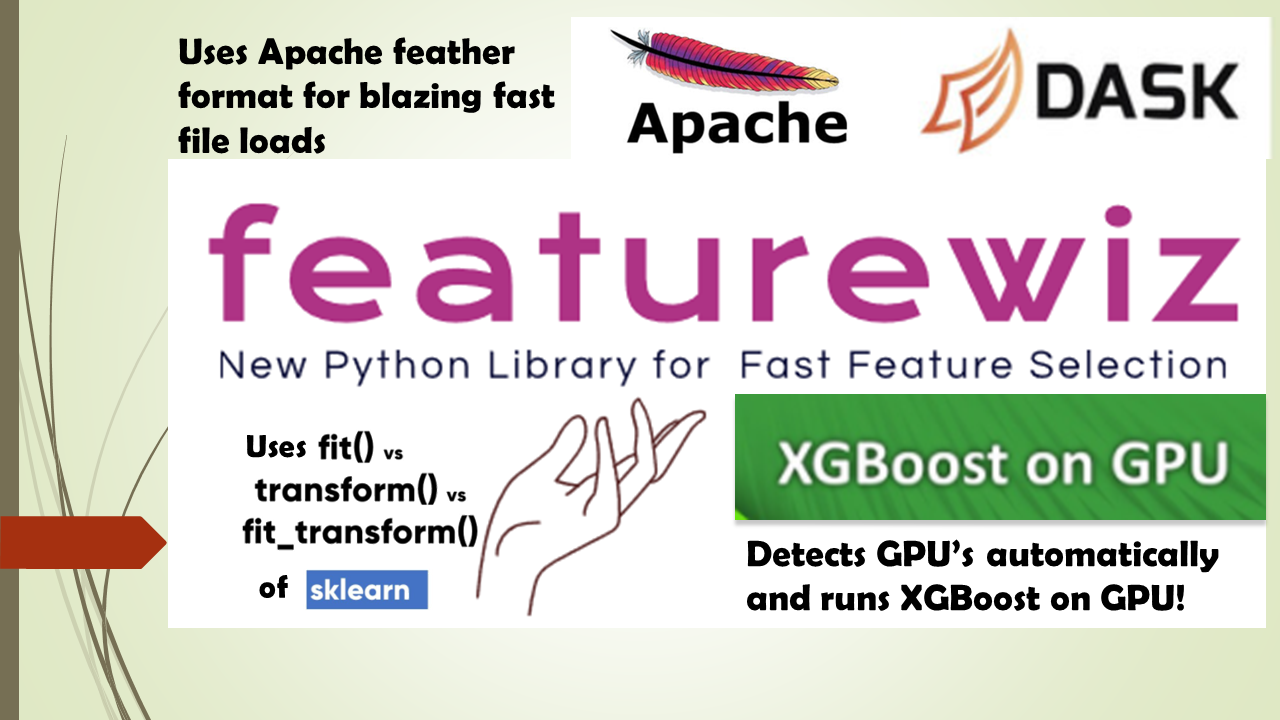 Uses Apache feather
format for blazing fast
file loads
Apache
DASK
featurewiz
New Python Library for Fast Feature Selection
Uses fit() vs
transform() vs
fit_transform()
of sklearn
XGBoost on GPU
Detects GPU's automatically
and runs XGBoost on GPU!